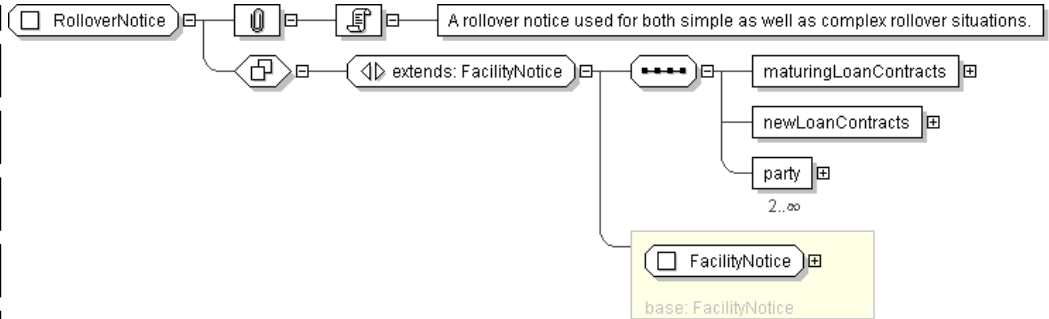 RolloverNotice
A rollover notice used for both simple as well as complex rollover situations.
extends: FacilityNotice
maturingLoanContracts
newLoanContracts
party
2..∞
FacilityNotice
base: FacilityNotice